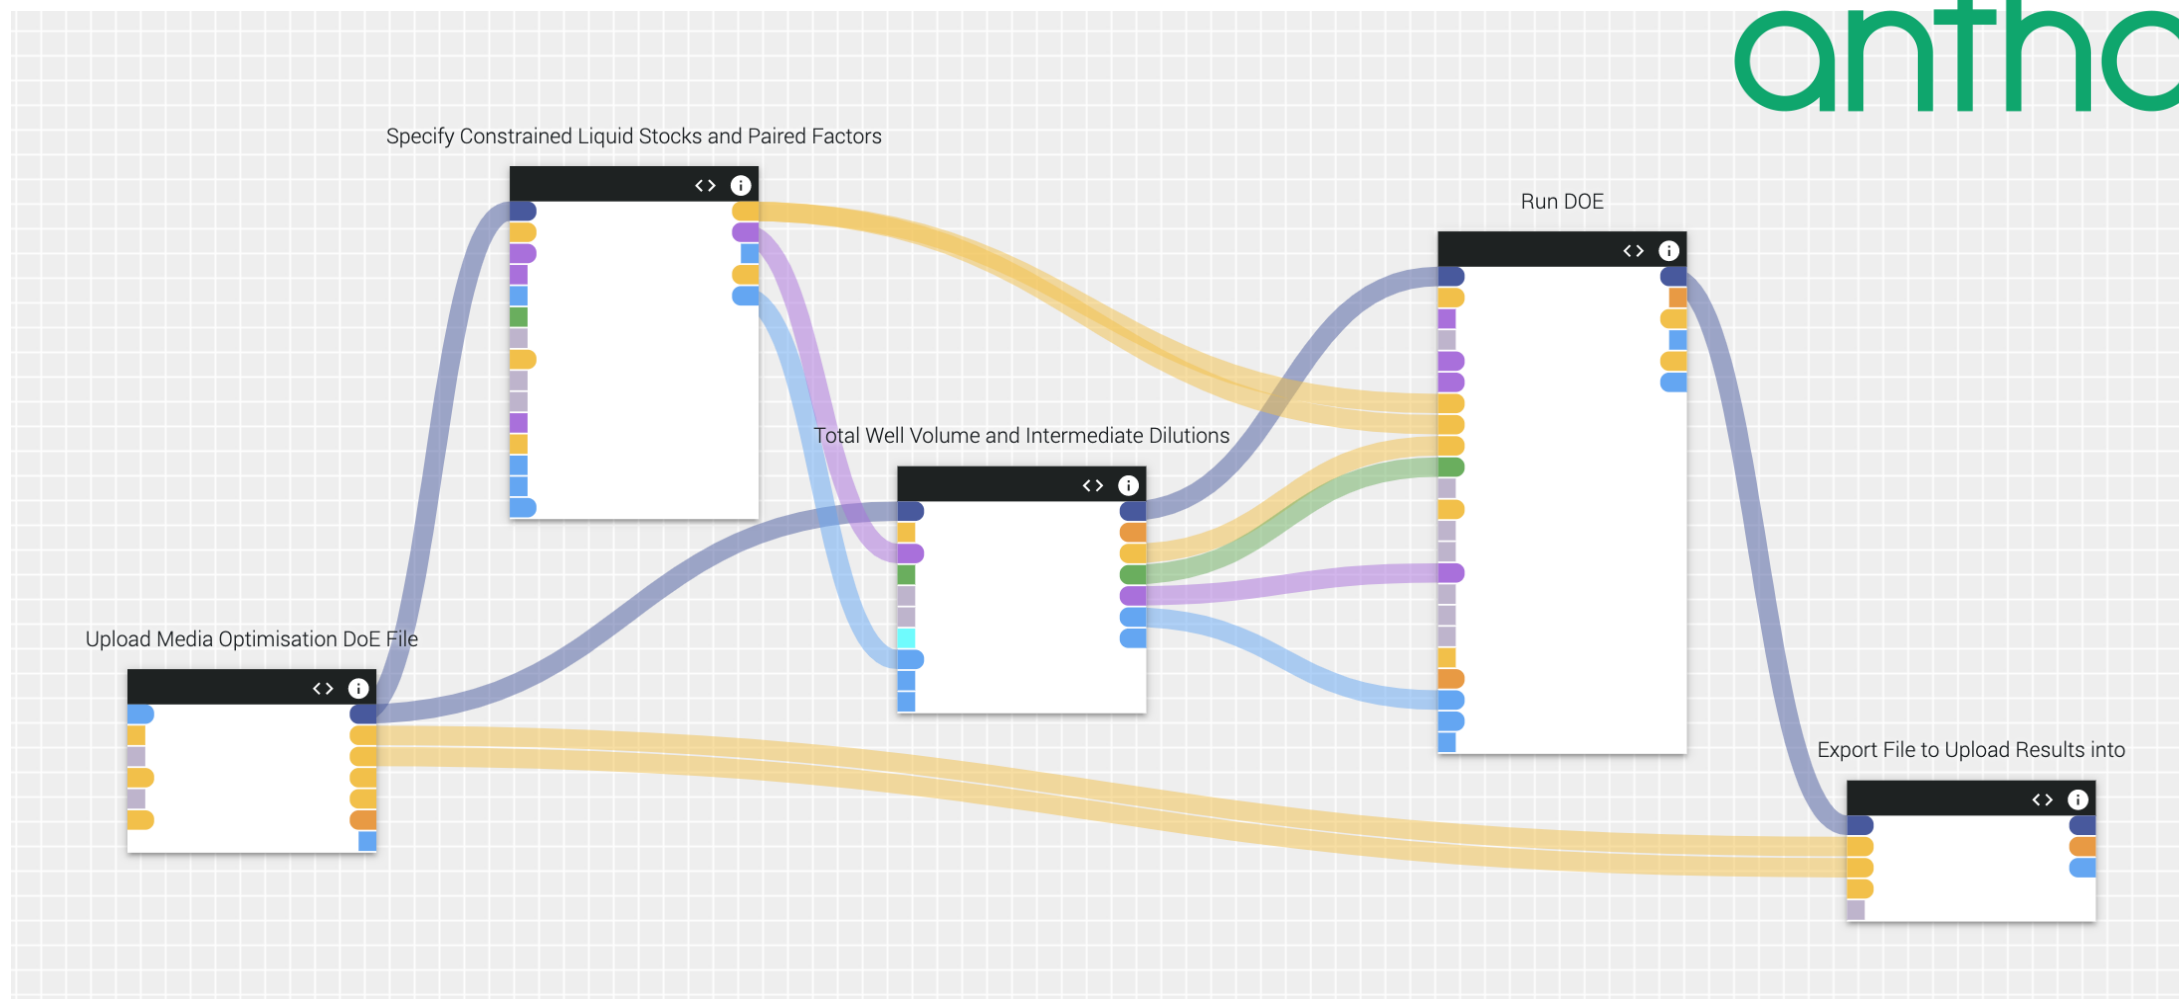 antho
Specify Constrained Liquid Stocks and Paired Factors
Run DOE
Total Well Volume and Intermediate Dilutions
Upload Media Optimisation DoE File
Export File to Upload Results into